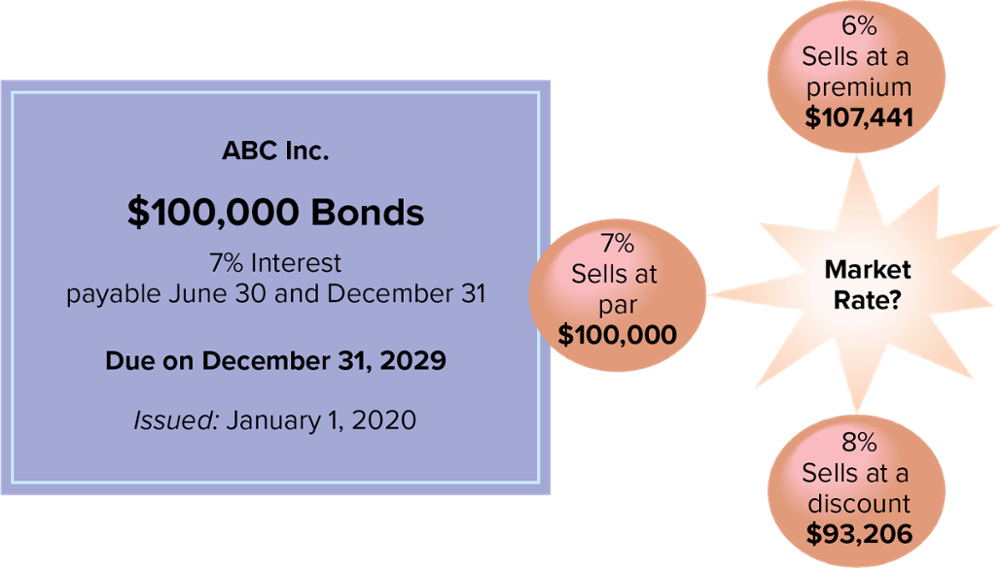 ABC Inc.
$100,000 Bonds
7% Interest
payable June 30 and December 31
Due on December 31, 2029
Issued: January 1, 2020
7%
Sells at
par
$100,000
6%
Sells at a
premium
$107,441
Market
Rate?
8%
Sells at a
discount
$93,206